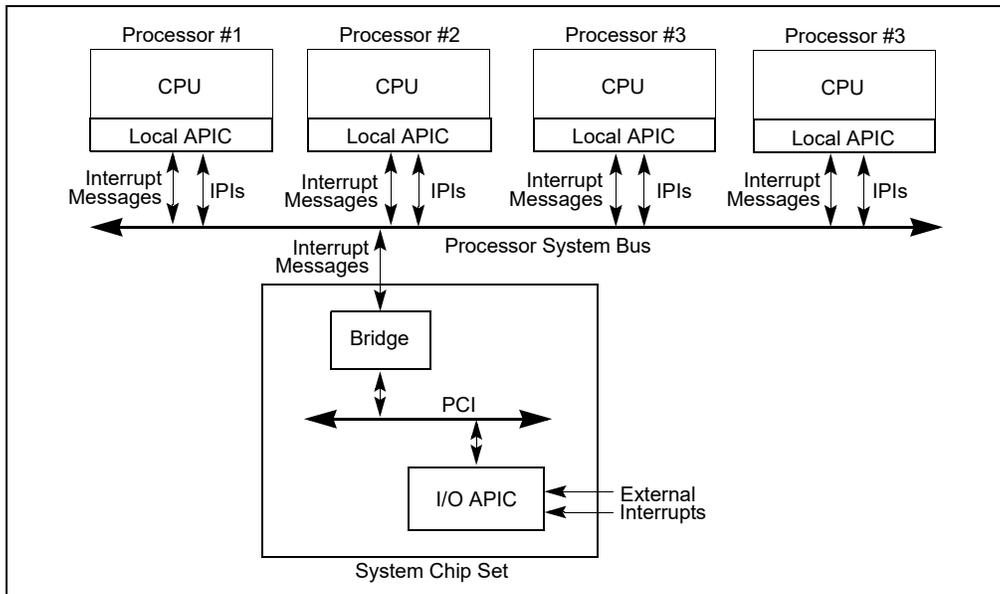 Processor #1
Processor #2
Processor #3
Processor #3
CPU
CPU
CPU
CPU
Local APIC
Local APIC
Local APIC
Local APIC
Interrupt
Messages
IPIs
Interrupt
Messages
IPIs
Interrupt
Messages
IPIs
Interrupt
Messages
IPIs
Processor System Bus
Interrupt
Messages
Bridge
PCI
I/O APIC
External
Interrupts
System Chip Set